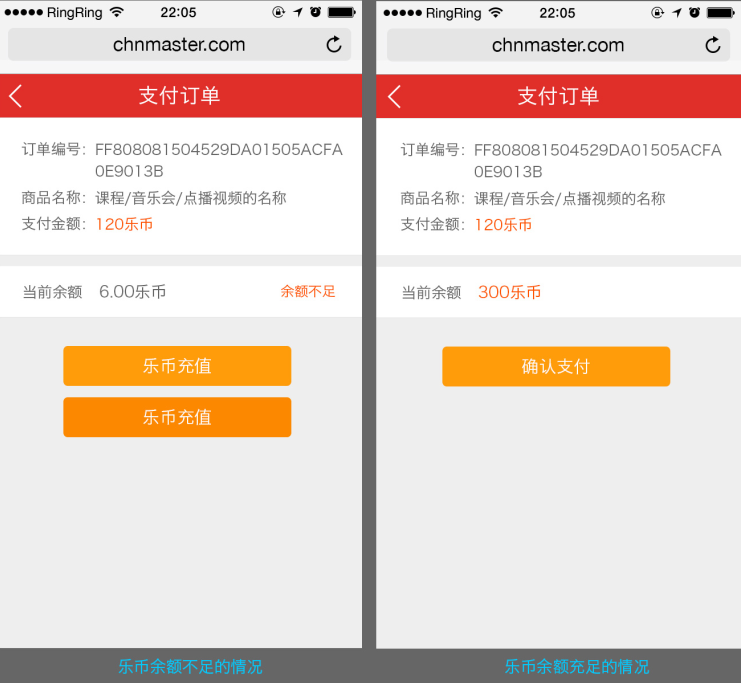 RingRing 22:05
chnmaster.com
支付订单
订单编号： FF808081504529DA01505ACFA
0E9013B
商品名称： 课程/音乐会/点播视频的名称
支付金额： 120乐币
当前余额 6.00乐币 余额不足
乐币充值
乐币充值
乐币余额不足的情况
RingRing 22:05
chnmaster.com
支付订单
订单编号： FF808081504529DA01505ACFA
0E9013B
商品名称： 课程/音乐会/点播视频的名称
支付金额： 120乐币
当前余额 300乐币
确认支付
乐币余额充足的情况